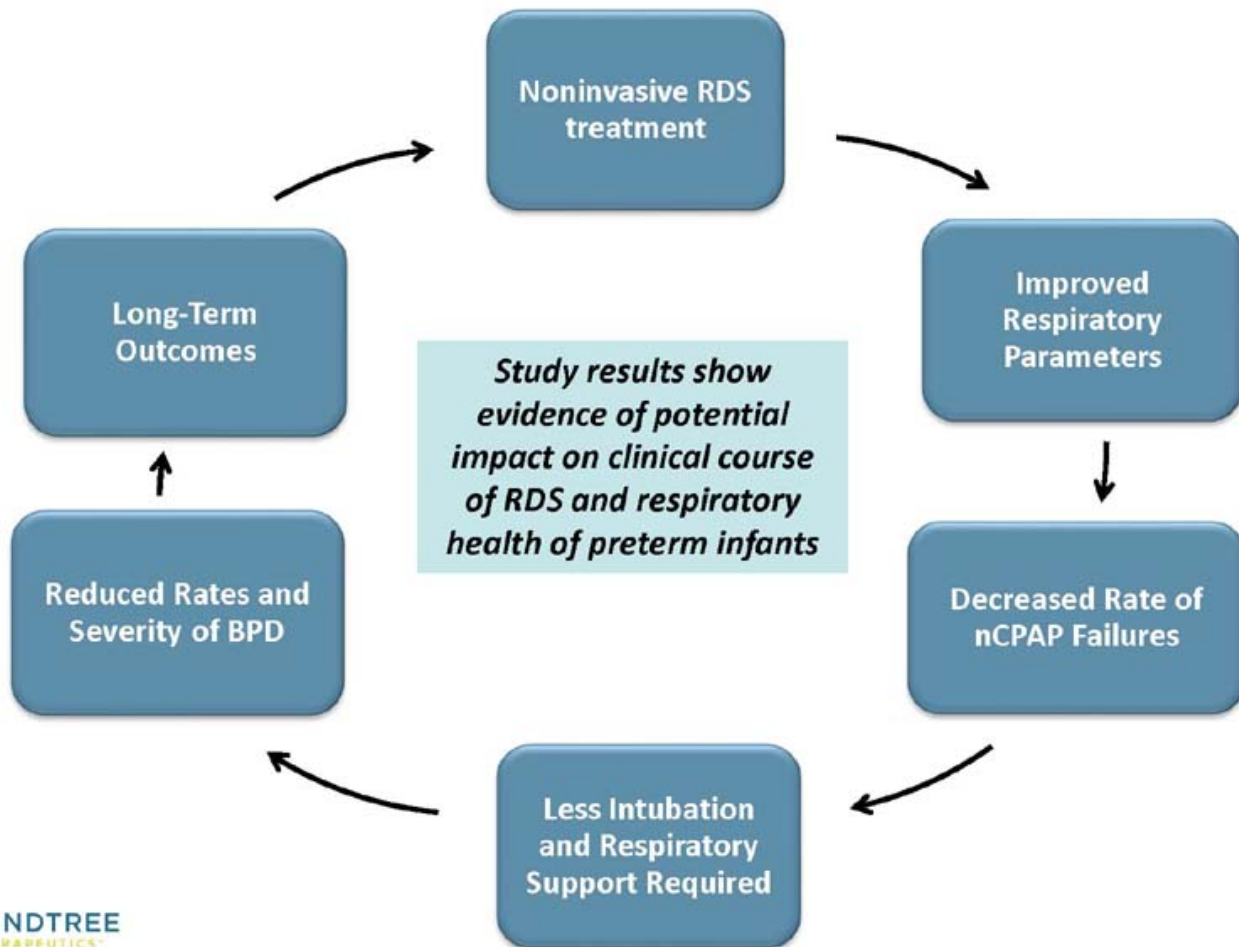 Noninvasive RDS
treatment
Improved
Respiratory
Parameters
Decreased Rate of
nCPAP Failures
Less Intubation
and Respiratory
Support Required
Reduced Rates and
Severity of BPD
Long-Term
Outcomes
Study results show
evidence of potential
impact on clinical course
of RDS and respiratory
health of preterm infants
NDTREE
RAPEUTICS